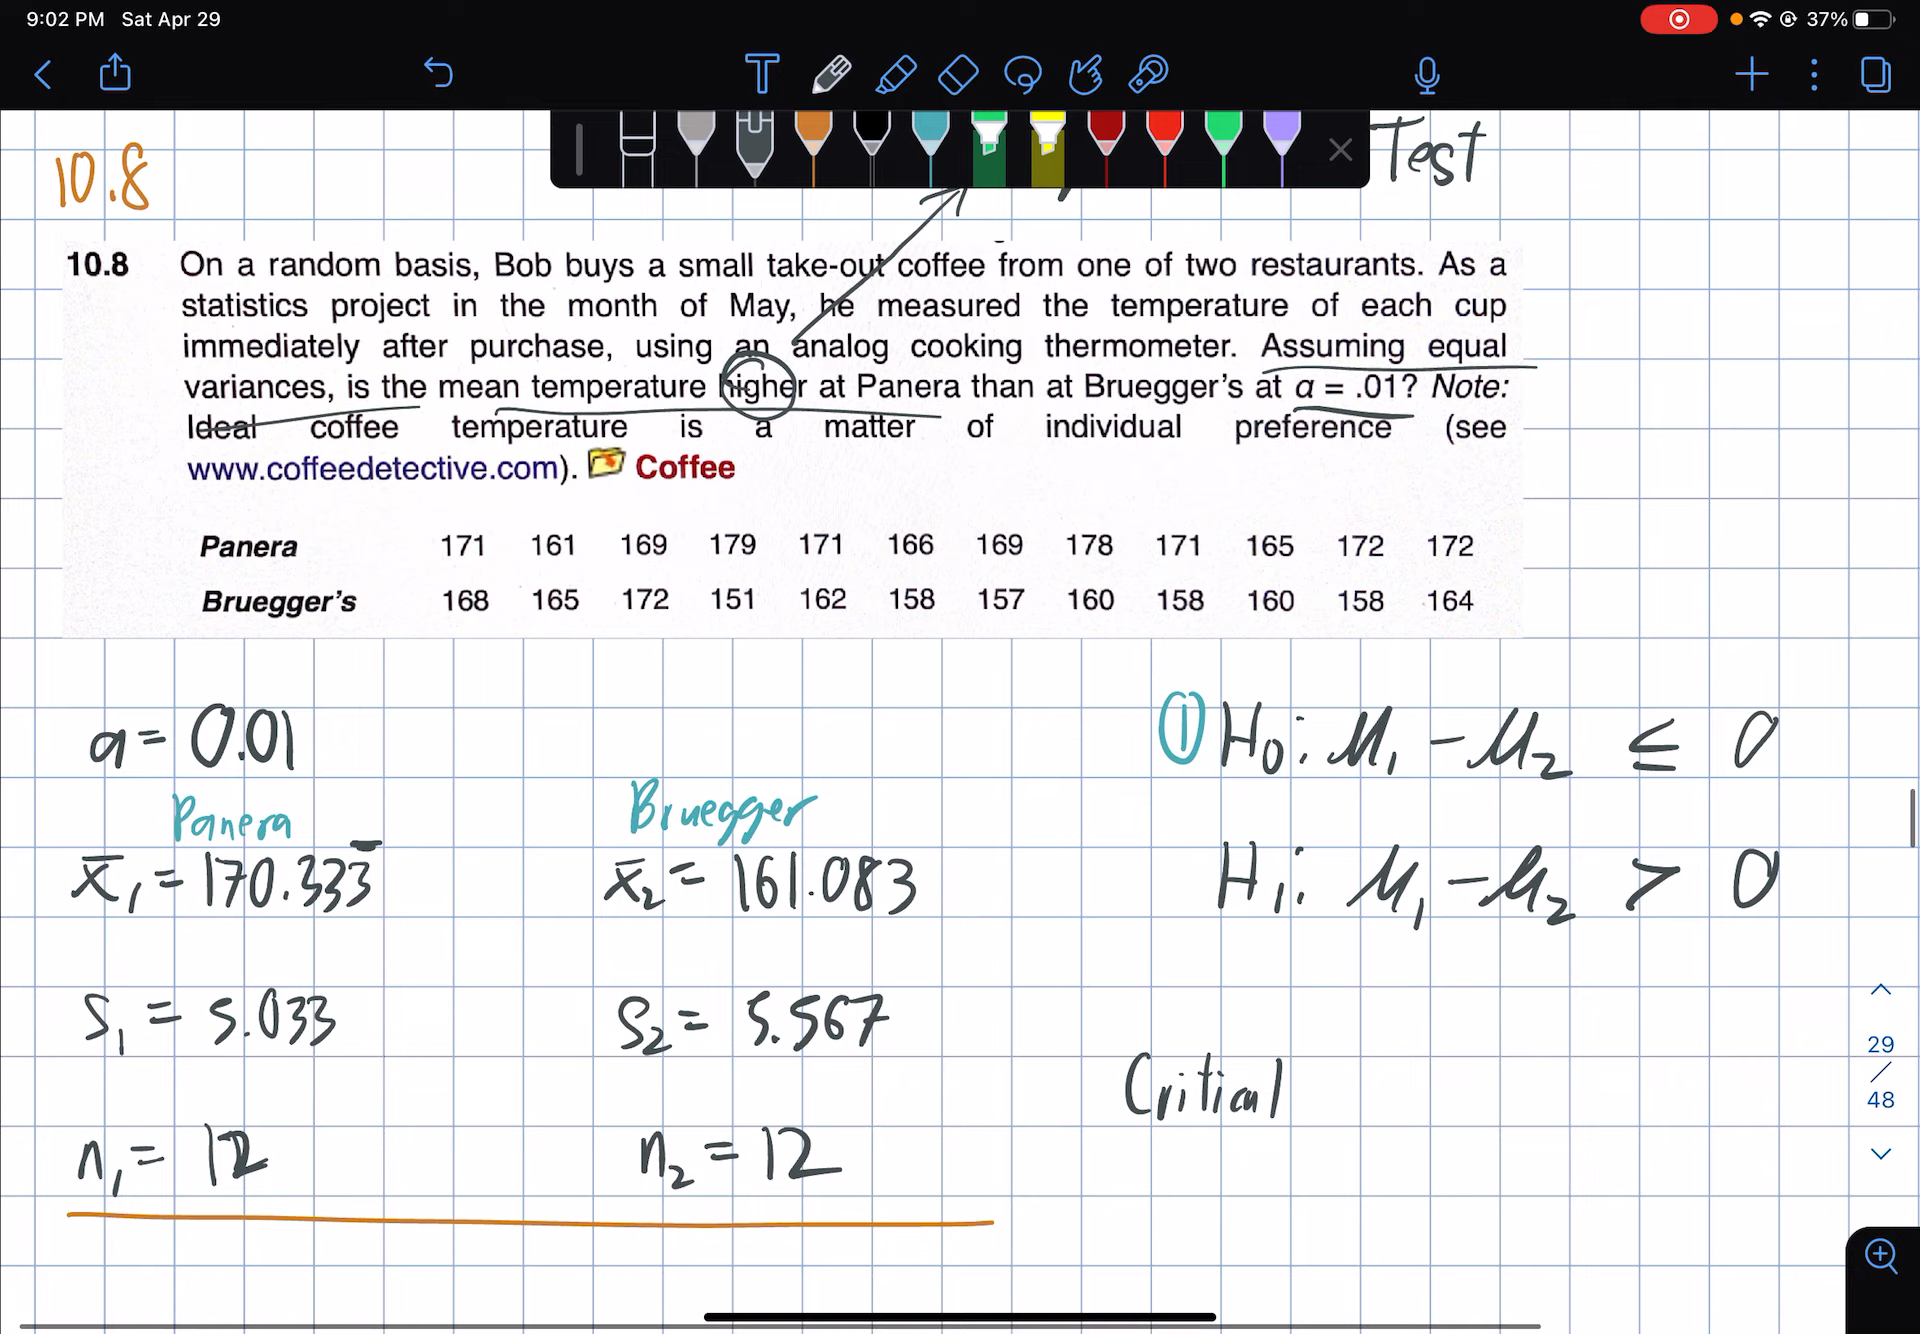 9:02 PM Sat Apr 29
37%
T
Test
10.8
10.8 On a random basis, Bob buys a small take-out coffee from one of two restaurants. As a
statistics project in the month of May, he measured the temperature of each cup
immediately after purchase, using an analog cooking thermometer. Assuming equal
variances, is the mean temperature higher at Panera than at Bruegger's at α = .01? Note:
Ideal coffee temperature is a matter of individual preference (see
www.coffeedetective.com). Coffee
Panera 171 161 169 179 171 166 169 178 171 165 172 172
Bruegger's 168 165 172 151 162 158 157 160 158 160 158 164
α = 0.01
① H₀: μ₁ - μ₂ ≤ 0
Panera Bruegger
x̄₁ = 170.333̅ x̄₂ = 161.083
H₁: μ₁ - μ₂ > 0
s₁ = 5.033 s₂ = 5.567
Critical
n₁ = 12 n₂ = 12
29
/
48